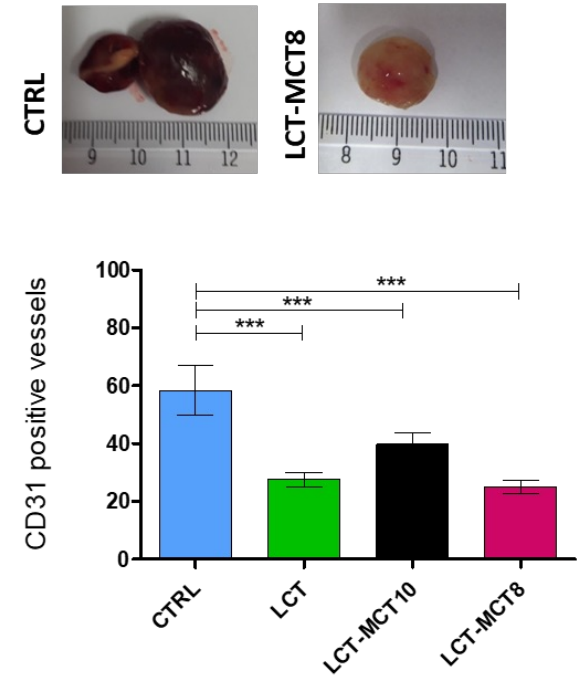 CTRL
9 10 11 12
LCT-MCT8
8 9 10 11
CD31 positive vessels
100
80
60
40
20
0
***
***
***
CTRL
LCT
LCT-MCT10
LCT-MCT8